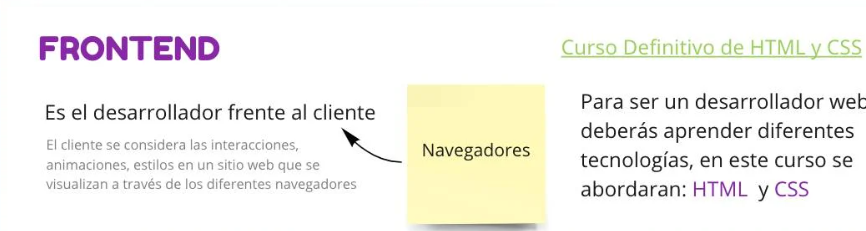 FRONTEND
Es el desarrollador frente al cliente
El cliente se considera las interacciones,
animaciones, estilos en un sitio web que se
visualizan a través de los diferentes navegadores
Navegadores
Curso Definitivo de HTML y CSS
Para ser un desarrollador web
deberás aprender diferentes
tecnologías, en este curso se
abordaran: HTML y CSS